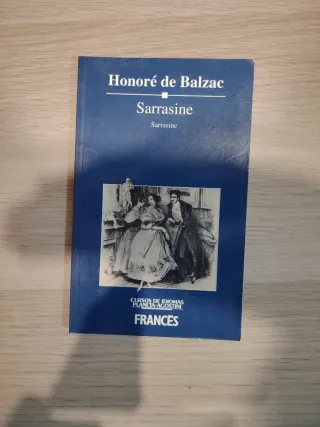 Honoré de Balzac
Sarrasine
Sarrasine
CURSOS DE IDIOMAS
PLANETA-AGOSTINI
FRANCES